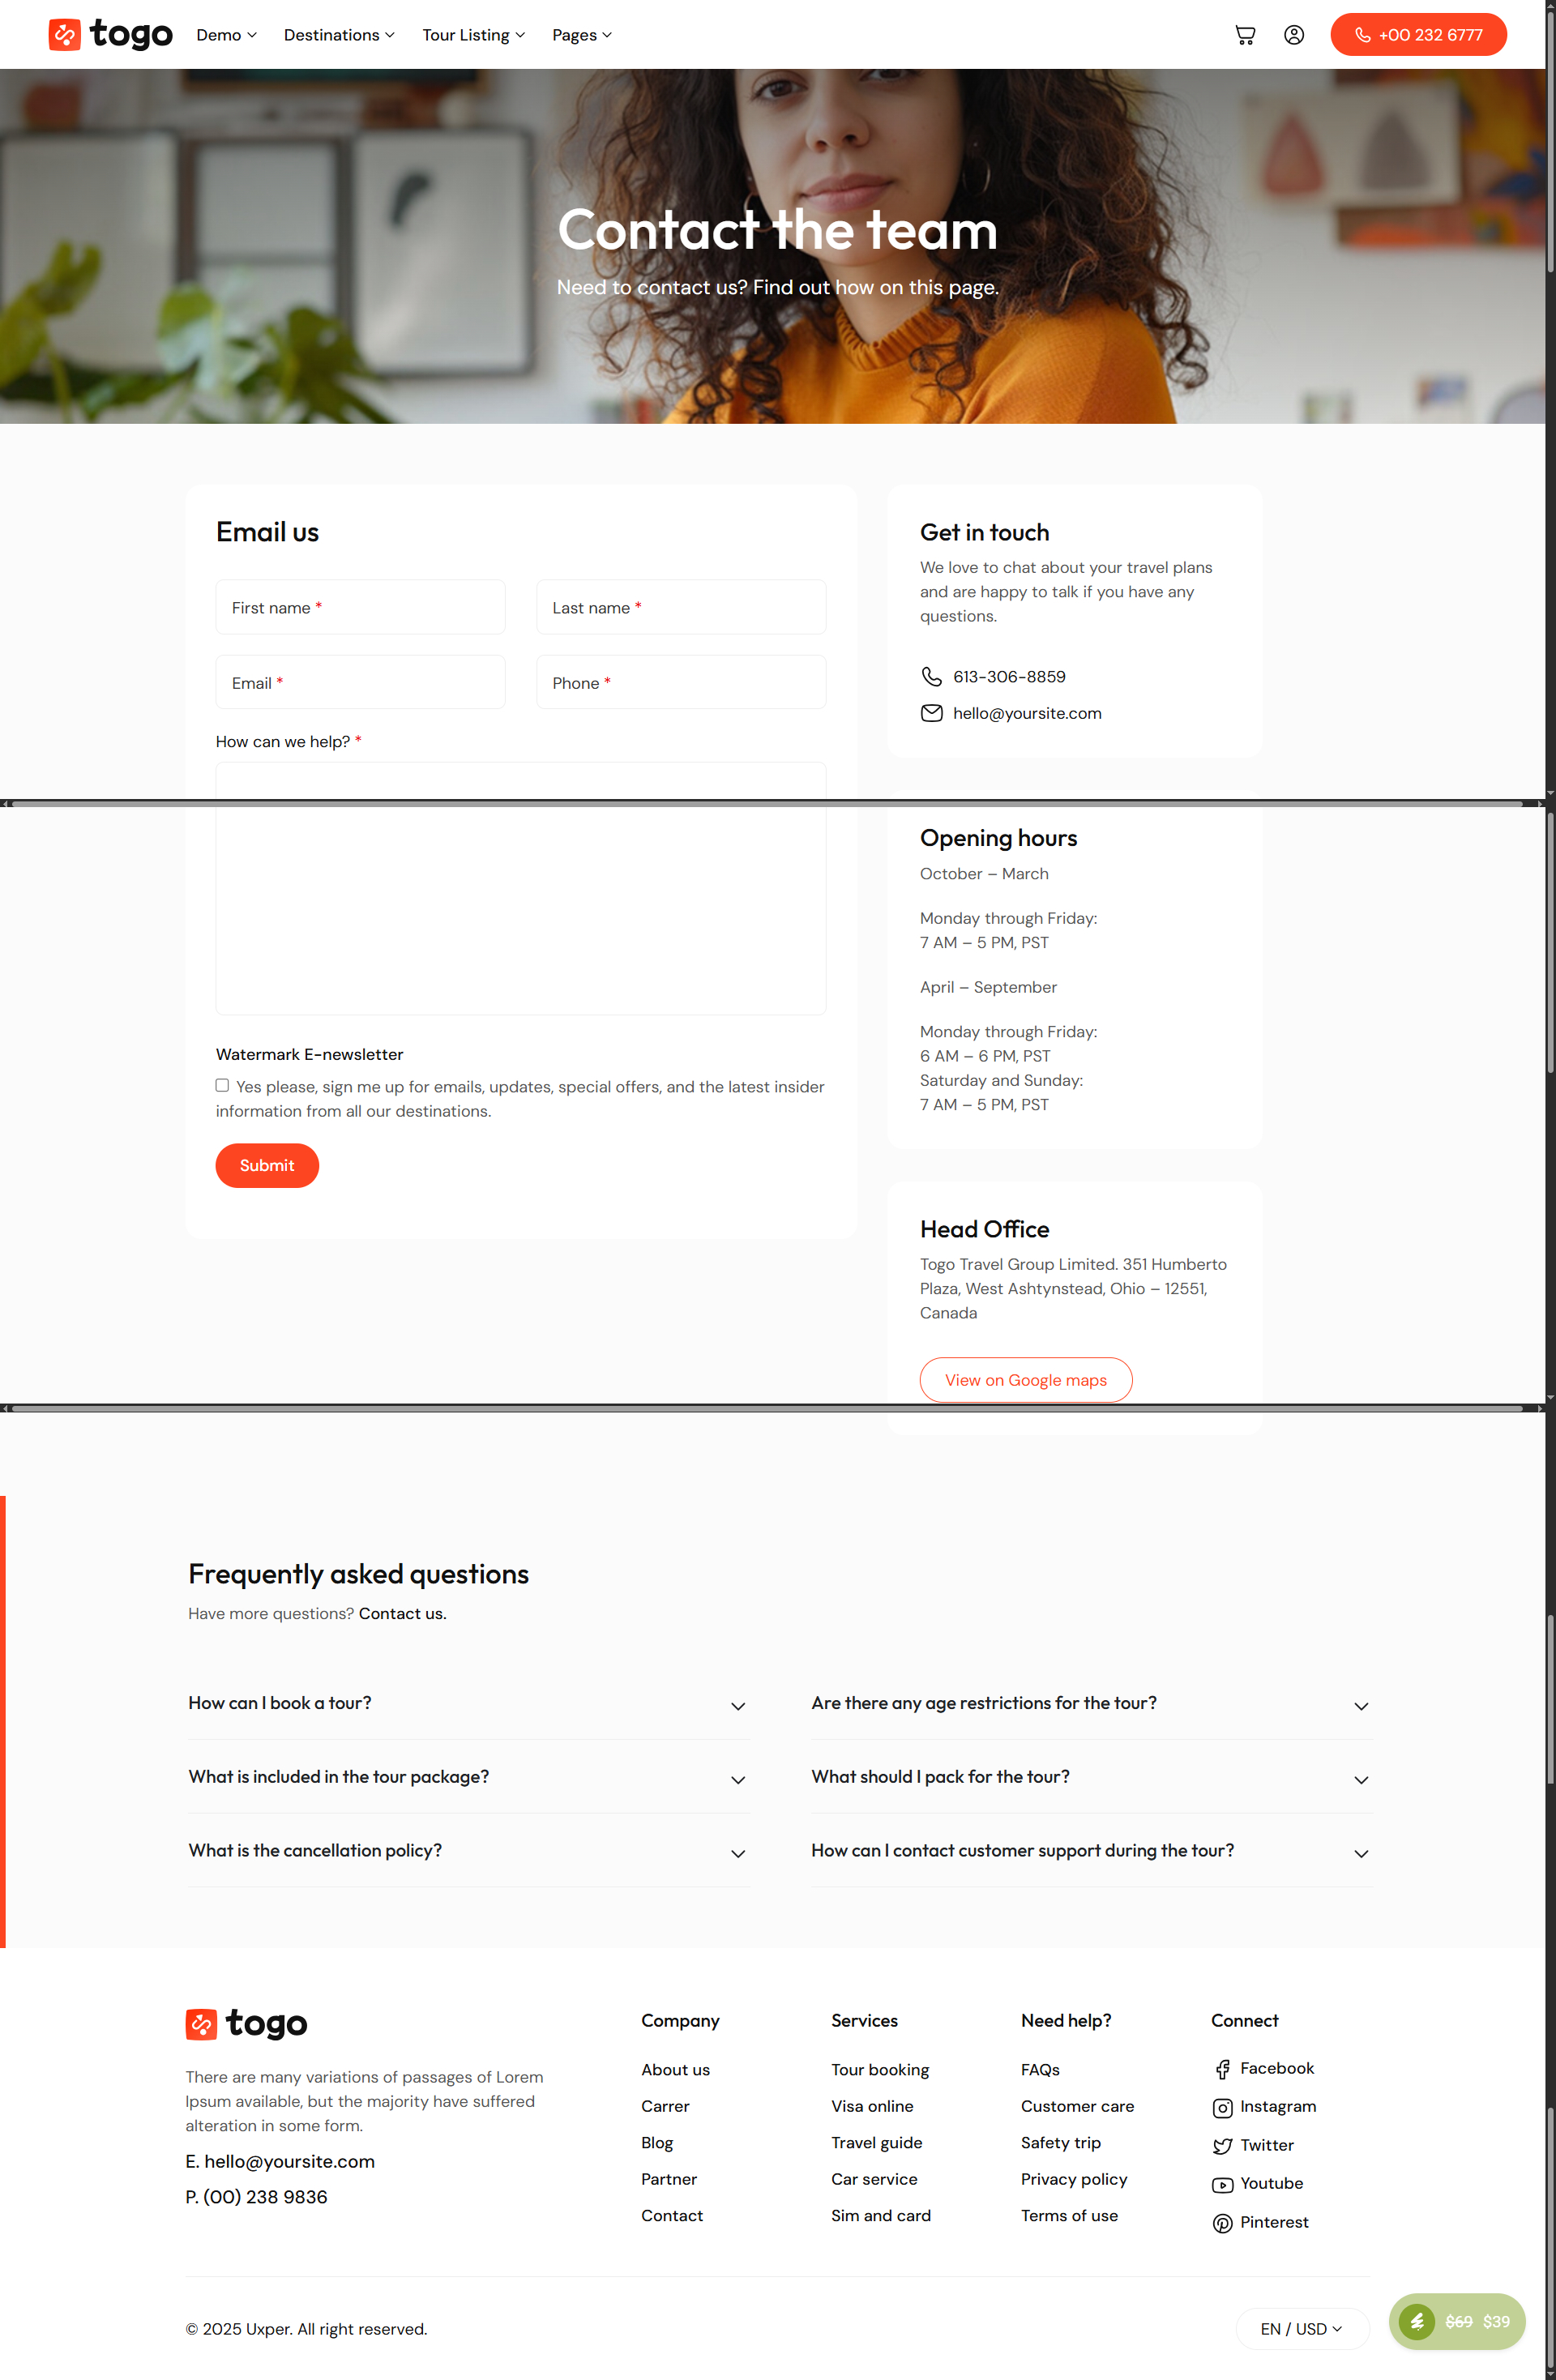 togo
Demo
Destinations
Tour Listing
Pages
+00 232 6777
Contact the team
Need to contact us? Find out how on this page.
Email us
First name *
Last name *
Email *
Phone *
How can we help? *
Watermark E-newsletter
Yes please, sign me up for emails, updates, special offers, and the latest insider
information from all our destinations.
Submit
Get in touch
We love to chat about your travel plans
and are happy to talk if you have any
questions.
613-306-8859
hello@yoursite.com
Opening hours
October – March
Monday through Friday:
7 AM – 5 PM, PST
April – September
Monday through Friday:
6 AM – 6 PM, PST
Saturday and Sunday:
7 AM – 5 PM, PST
Head Office
Togo Travel Group Limited. 351 Humberto
Plaza, West Ashtynstead, Ohio – 12551,
Canada
View on Google maps
Frequently asked questions
Have more questions? Contact us.
How can I book a tour?
What is included in the tour package?
What is the cancellation policy?
Are there any age restrictions for the tour?
What should I pack for the tour?
How can I contact customer support during the tour?
togo
There are many variations of passages of Lorem
Ipsum available, but the majority have suffered
alteration in some form.
E. hello@yoursite.com
P. (00) 238 9836
Company
About us
Carrer
Blog
Partner
Contact
Services
Tour booking
Visa online
Travel guide
Car service
Sim and card
Need help?
FAQs
Customer care
Safety trip
Privacy policy
Terms of use
Connect
Facebook
Instagram
Twitter
Youtube
Pinterest
© 2025 Uxper. All right reserved.
EN / USD
$69 $39